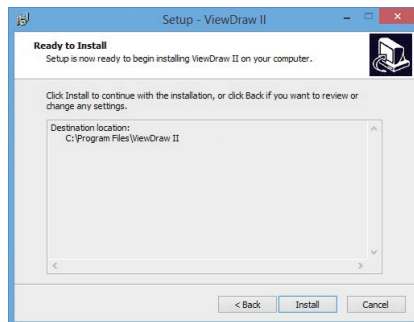 Setup - ViewDraw II
Ready to Install
Setup is now ready to begin installing ViewDraw II on your computer.
Click Install to continue with the installation, or click Back if you want to review or
change any settings.
Destination location:
C:\Program Files\ViewDraw II
< Back
Install
Cancel